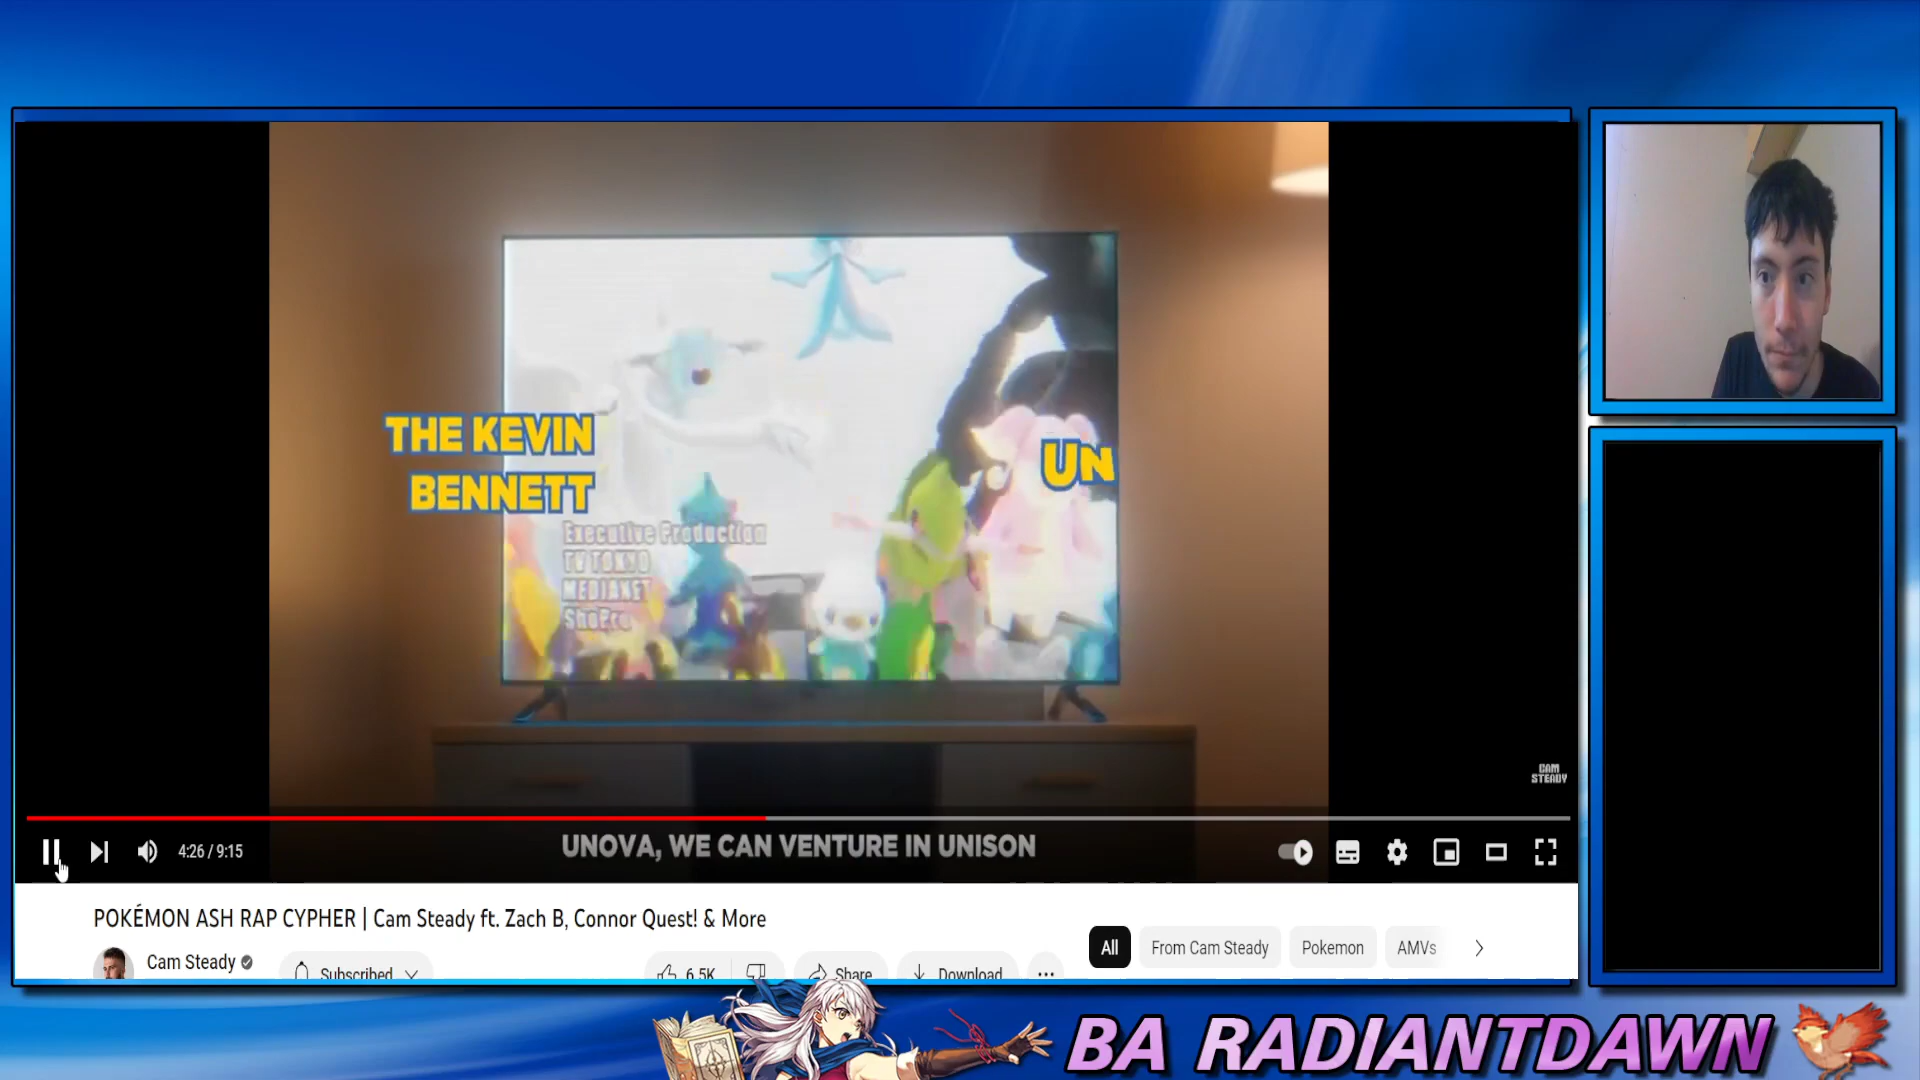 THE KEVIN
BENNETT
UN
Executive Production
TV TOKYO
MEDIANET
ShoPro
CAM
STEADY
4:26 / 9:15
UNOVA, WE CAN VENTURE IN UNISON
POKÉMON ASH RAP CYPHER | Cam Steady ft. Zach B, Connor Quest! & More
All
From Cam Steady
Pokemon
AMVs
Cam Steady
Subscribed
6.5K
Share
Download
BA RADIANTDAWN